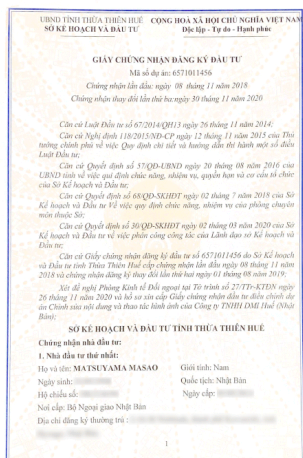 UBND TỈNH THỪA THIÊN HUẾ CỘNG HOÀ XÃ HỘI CHỦ NGHĨA VIỆT NAM
SỞ KẾ HOẠCH VÀ ĐẦU TƯ Độc lập - Tự do - Hạnh phúc
GIẤY CHỨNG NHẬN ĐĂNG KÝ ĐẦU TƯ
Mã số dự án: 6571011456
Chứng nhận lần đầu: ngày 08 tháng 11 năm 2018
Chứng nhận thay đổi lần thứ ba: ngày 30 tháng 11 năm 2020
Căn cứ Luật Đầu tư số 67/2014/QH13 ngày 26 tháng 11 năm 2014;
Căn cứ Nghị định 118/2015/NĐ-CP ngày 12 tháng 11 năm 2015 của Thủ
tướng chính phủ về việc Quy định chi tiết và hướng dẫn thi hành một số điều
Luật Đầu tư;
Căn cứ Quyết định số 57/QĐ-UBND ngày 20 tháng 08 năm 2016 của
UBND tỉnh về việc qui định chức năng, nhiệm vụ, quyền hạn và cơ cấu tổ chức
của Sở Kế hoạch và Đầu tư;
Căn cứ Quyết định số 68/QĐ-SKHĐT ngày 02 tháng 7 năm 2018 của Sở
Kế hoạch và Đầu Tư Về việc quy định chức năng, nhiệm vụ của phòng chuyên
môn thuộc Sở;
Căn cứ Quyết định số 30/QĐ-SKHĐT ngày 02 tháng 03 năm 2020 của Sở
Kế hoạch và Đầu Tư về việc phân công công tác của Lãnh đạo sở Kế hoạch và
Đầu tư;
Căn cứ Giấy chứng nhận đăng ký đầu tư số 6571011456 do Sở Kế hoạch
và Đầu tư tỉnh Thừa Thiên Huế cấp chứng nhận lần đầu ngày 08 tháng 11 năm
2018 và chứng nhận đăng ký thay đổi lần thứ hai ngày 01 tháng 08 năm 2019;
Xét đề nghị Phòng Kinh tế Đối ngoại tại Tờ trình số 27/TTr-KTĐN ngày
26 tháng 11 năm 2020 và hồ sơ xin cấp Giấy chứng nhận đầu tư điều chỉnh dự
án Chỉnh sửa nội dung và thao tác hình ảnh của Công ty TNHH DMI Huế (Nhật
Bản);
SỞ KẾ HOẠCH VÀ ĐẦU TƯ TỈNH THỪA THIÊN HUẾ
Chứng nhận nhà đầu tư:
1. Nhà đầu tư thứ nhất:
Họ và tên: MATSUYAMA MASAO Giới tính: Nam
Ngày sinh: Quốc tịch: Nhật Bản
Hộ chiếu số: Ngày cấp:
Nơi cấp: Bộ Ngoại giao Nhật Bản
Địa chỉ đăng ký thường trú :
1